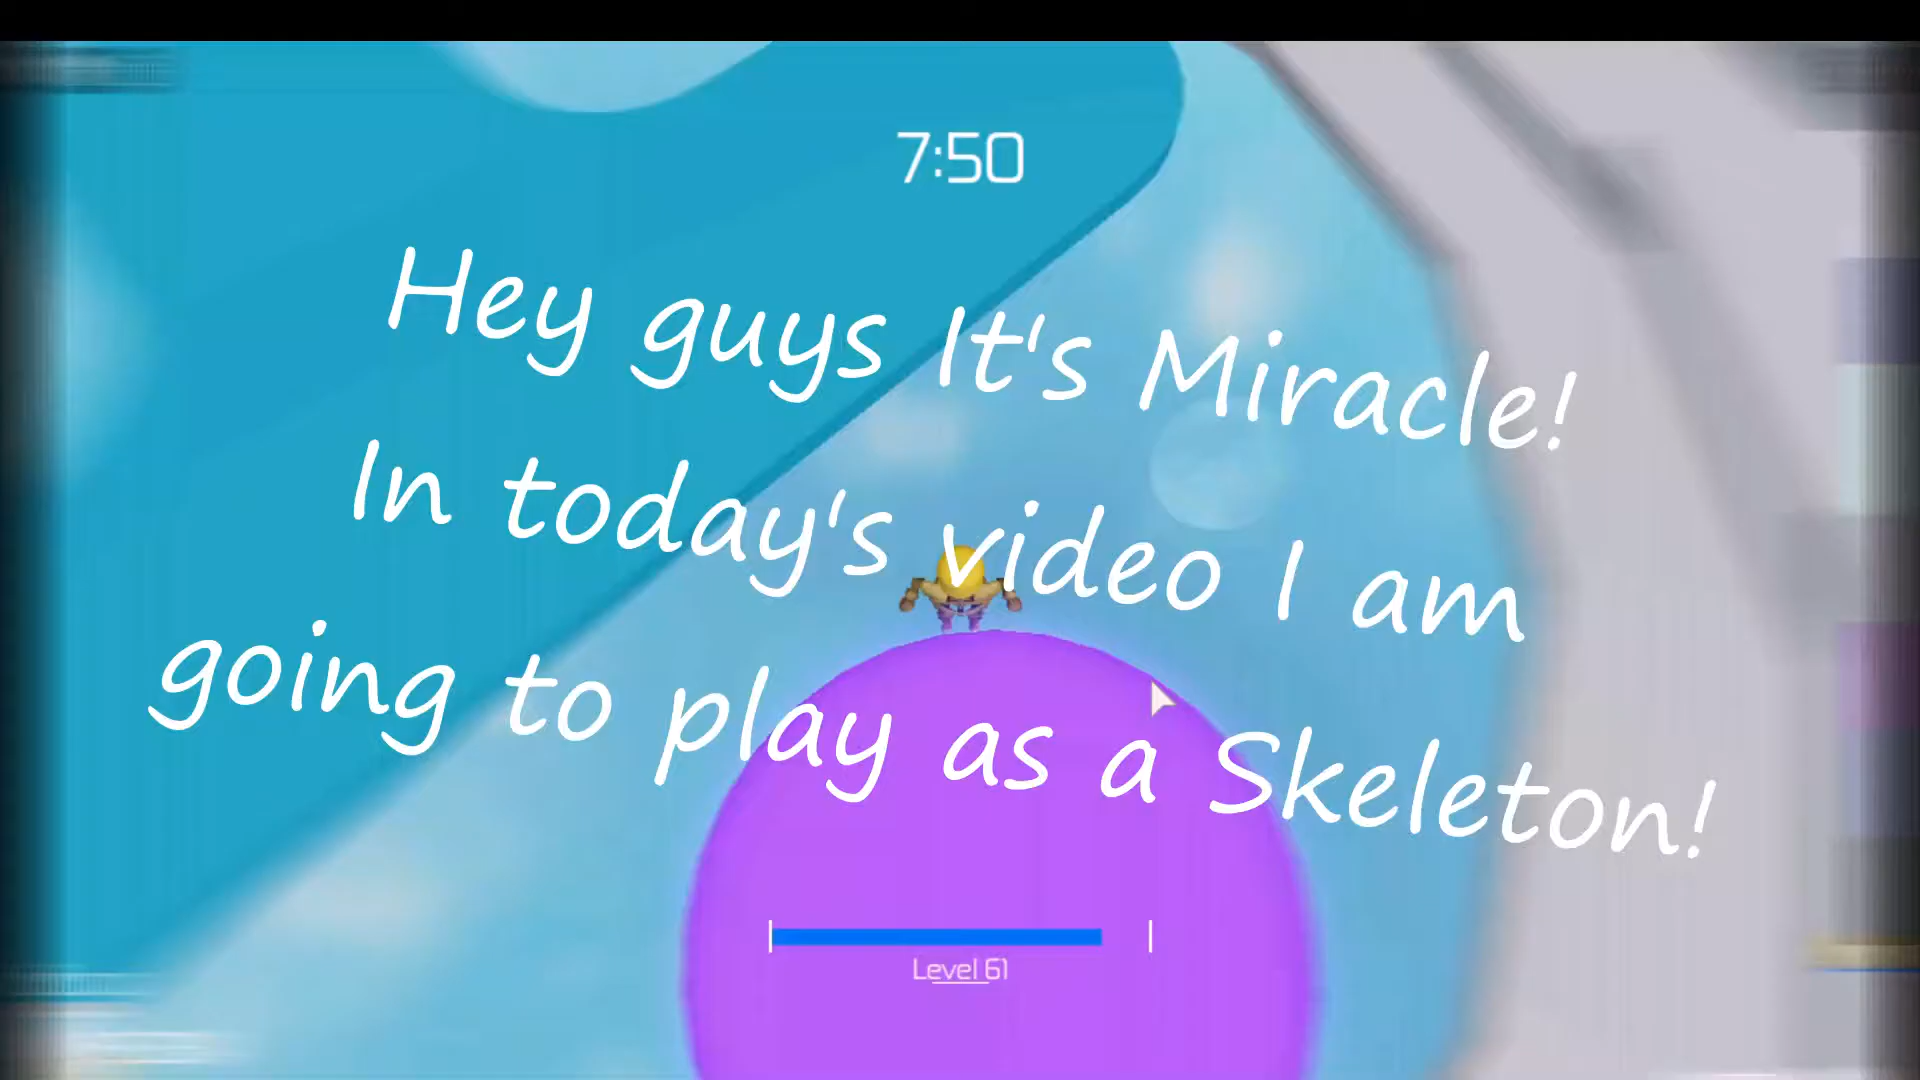 7:50
Hey guys It's Miracle!
In today's video I am
going to play as a Skeleton!
Level 61